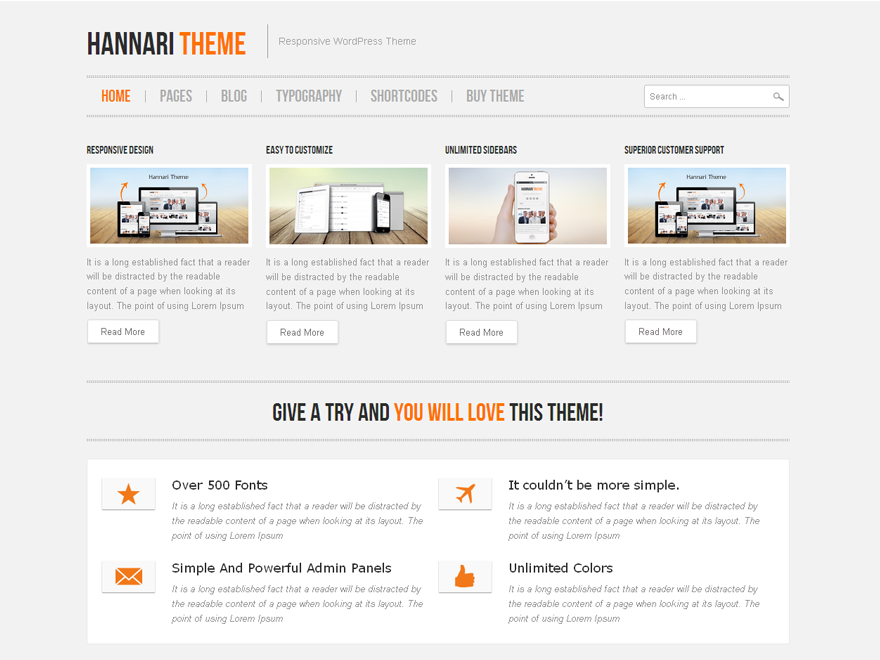 HANNARI THEME
Responsive WordPress Theme
HOME | PAGES | BLOG | TYPOGRAPHY | SHORTCODES | BUY THEME
Search ...
RESPONSIVE DESIGN
Hannari Theme
It is a long established fact that a reader
will be distracted by the readable
content of a page when looking at its
layout. The point of using Lorem Ipsum
Read More
EASY TO CUSTOMIZE
It is a long established fact that a reader
will be distracted by the readable
content of a page when looking at its
layout. The point of using Lorem Ipsum
Read More
UNLIMITED SIDEBARS
HANNARI THEME
It is a long established fact that a reader
will be distracted by the readable
content of a page when looking at its
layout. The point of using Lorem Ipsum
Read More
SUPERIOR CUSTOMER SUPPORT
Hannari Theme
It is a long established fact that a reader
will be distracted by the readable
content of a page when looking at its
layout. The point of using Lorem Ipsum
Read More
GIVE A TRY AND YOU WILL LOVE THIS THEME!
Over 500 Fonts
It is a long established fact that a reader will be distracted by
the readable content of a page when looking at its layout. The
point of using Lorem Ipsum
It couldn´t be more simple.
It is a long established fact that a reader will be distracted by
the readable content of a page when looking at its layout. The
point of using Lorem Ipsum
Simple And Powerful Admin Panels
It is a long established fact that a reader will be distracted by
the readable content of a page when looking at its layout. The
point of using Lorem Ipsum
Unlimited Colors
It is a long established fact that a reader will be distracted by
the readable content of a page when looking at its layout. The
point of using Lorem Ipsum